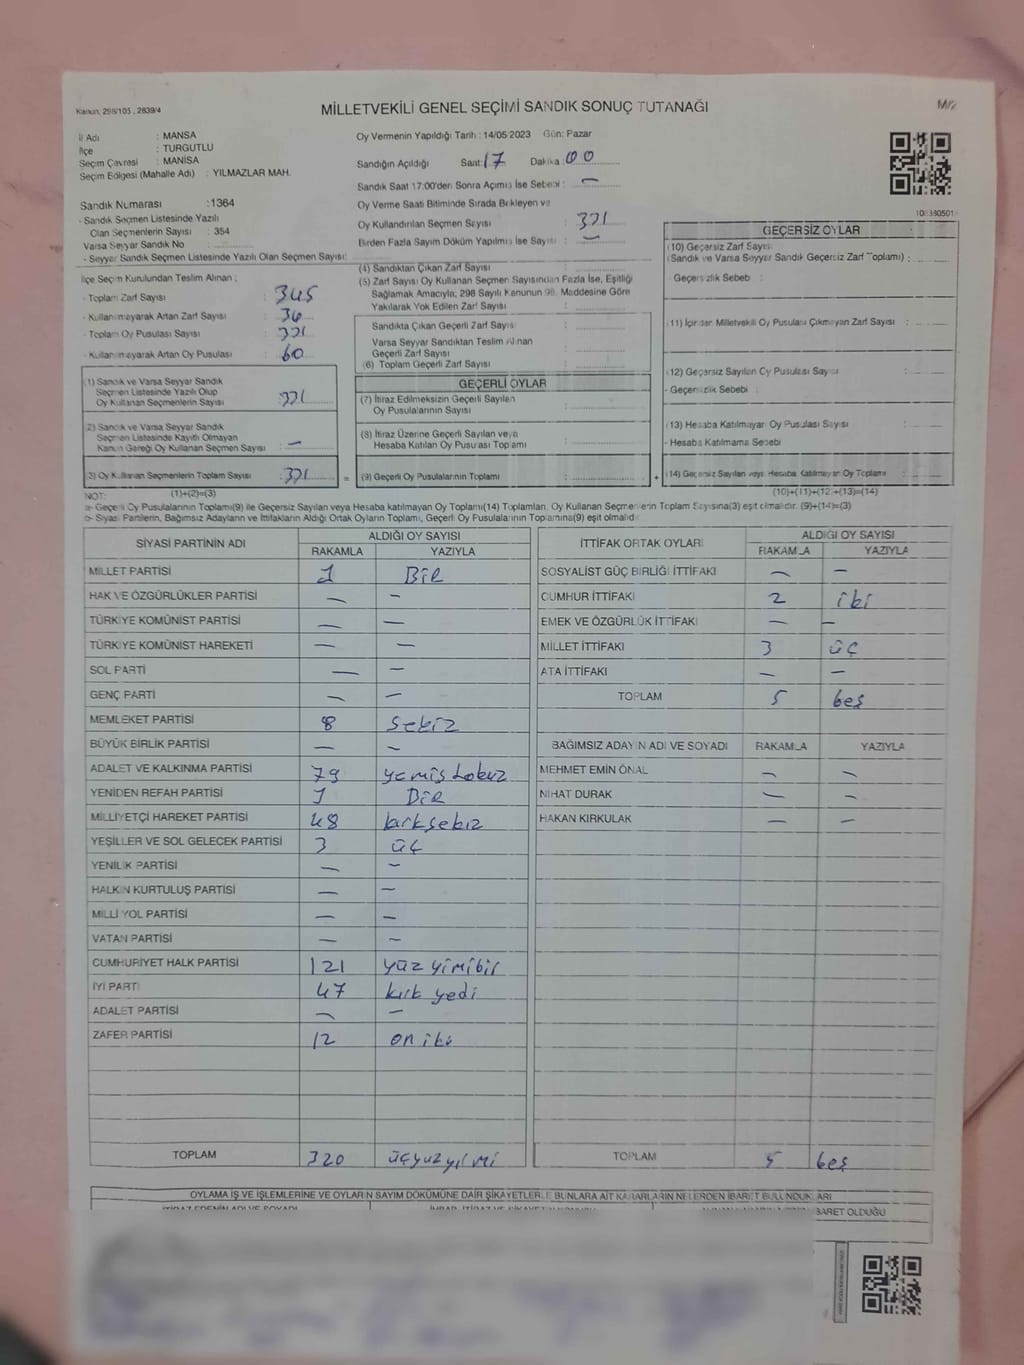 Kanun, 298/105, 2839/4
MİLLETVEKİLİ GENEL SEÇİMİ SANDIK SONUÇ TUTANAĞI
M/2
İl Adı : MANSA
İlçe : TURGUTLU
Seçim Çevresi : MANİSA
Seçim Bölgesi (Mahalle Adı) : YILMAZLAR MAH.
Sandık Numarası :1364
- Sandık Seçmen Listesinde Yazılı
Olan Seçmenlerin Sayısı : 354
Varsa Seyyar Sandık No
- Seyyar Sandık Seçmen Listesinde Yazılı Olan Seçmen Sayısı:
Oy Vermenin Yapıldığı Tarih : 14/05/2023 Gün: Pazar
Sandığın Açıldığı Saat: 17 Dakika: 00
Sandık Saat 17:00'den Sonra Açılmış İse Sebebi : —
Oy Verme Saati Bitiminde Sırada Bekleyen ve
Oy Kullandırılan Seçmen Sayısı : 321
Birden Fazla Sayım Döküm Yapılmış İse Sayısı : —
İlçe Seçim Kurulundan Teslim Alınan ;
- Toplam Zarf Sayısı : 345
- Kullanılmayarak Artan Zarf Sayısı :
- Toplam Oy Pusulası Sayısı :
- Kullanılmayarak Artan Oy Pusulası : 60
(1) Sandık ve Varsa Seyyar Sandık
Seçmen Listesinde Yazılı Olup
Oy Kullanan Seçmenlerin Sayısı : 321
(2) Sandık ve Varsa Seyyar Sandık
Seçmen Listesinde Kayıtlı Olmayan
Kanun Gereği Oy Kullanan Seçmen Sayısı : —
(3) Oy Kullanan Seçmenlerin Toplam Sayısı : 321 =
(4) Sandıktan Çıkan Zarf Sayısı :
(5) Zarf Sayısı Oy Kullanan Seçmen Sayısından Fazla İse, Eşitliği
Sağlamak Amacıyla; 298 Sayılı Kanunun 98. Maddesine Göre
Yakılarak Yok Edilen Zarf Sayısı :
Sandıkta Çıkan Geçerli Zarf Sayısı :
Varsa Seyyar Sandıktan Teslim Alınan
Geçerli Zarf Sayısı :
(6) Toplam Geçerli Zarf Sayısı :
GEÇERLİ OYLAR
(7) İtiraz Edilmeksizin Geçerli Sayılan
Oy Pusulalarının Sayısı :
(8) İtiraz Üzerine Geçerli Sayılan veya
Hesaba Katılan Oy Pusulası Toplamı :
(9) Geçerli Oy Pusulalarının Toplamı : +
GEÇERSİZ OYLAR
(10) Geçersiz Zarf Sayısı
(Sandık ve Varsa Seyyar Sandık Geçersiz Zarf Toplamı) :
Geçersizlik Sebebi :
(11) İçinden Milletvekili Oy Pusulası Çıkmayan Zarf Sayısı :
(12) Geçersiz Sayılan Oy Pusulası Sayısı :
- Geçersizlik Sebebi :
(13) Hesaba Katılmayan Oy Pusulası Sayısı :
- Hesaba Katılmama Sebebi
(14) Geçersiz Sayılan veya Hesaba Katılmayan Oy Toplamı :
NOT: (1)+(2)=(3) (10)+(11)+(12)+(13)=(14)
a- Geçerli Oy Pusulalarının Toplamı(9) ile Geçersiz Sayılan veya Hesaba katılmayan Oy Toplamı(14) Toplamları, Oy Kullanan Seçmenlerin Toplam Sayısına(3) eşit olmalıdır. (9)+(14)=(3)
b- Siyasi Partilerin, Bağımsız Adayların ve İttifakların Aldığı Ortak Oyların Toplamı, Geçerli Oy Pusulalarının Toplamına(9) eşit olmalıdır
SİYASİ PARTİNİN ADI ALDIĞI OY SAYISI
RAKAMLA YAZIYLA
MİLLET PARTİSİ 1 BİR
HAK VE ÖZGÜRLÜKLER PARTİSİ — —
TÜRKİYE KOMÜNİST PARTİSİ — —
TÜRKİYE KOMÜNİST HAREKETİ — —
SOL PARTİ — —
GENÇ PARTİ — —
MEMLEKET PARTİSİ 8 sekiz
BÜYÜK BİRLİK PARTİSİ — —
ADALET VE KALKINMA PARTİSİ 79
YENİDEN REFAH PARTİSİ 1 BİR
MİLLİYETÇİ HAREKET PARTİSİ 48 kırksekiz
YEŞİLLER VE SOL GELECEK PARTİSİ 3 üç
YENİLİK PARTİSİ — —
HALKIN KURTULUŞ PARTİSİ — —
MİLLİ YOL PARTİSİ — —
VATAN PARTİSİ — —
CUMHURİYET HALK PARTİSİ 121 yüz yirmibir
İYİ PARTİ 47 kırk yedi
ADALET PARTİSİ — —
ZAFER PARTİSİ 12 on iki
TOPLAM 320 üçyüzyirmi
İTTİFAK ORTAK OYLARI ALDIĞI OY SAYISI
RAKAMLA YAZIYLA
SOSYALİST GÜÇ BİRLİĞİ İTTİFAKI — —
CUMHUR İTTİFAKI 2 iki
EMEK VE ÖZGÜRLÜK İTTİFAKI — —
MİLLET İTTİFAKI 3 üç
ATA İTTİFAKI — —
TOPLAM 5 beş
BAĞIMSIZ ADAYIN ADI VE SOYADI RAKAMLA YAZIYLA
MEHMET EMİN ÖNAL — —
NİHAT DURAK — —
HAKAN KIRKULAK — —
TOPLAM 5 beş
OYLAMA İŞ VE İŞLEMLERİNE VE OYLARIN SAYIM DÖKÜMÜNE DAİR ŞİKAYETLERLE BUNLARA AİT KARARLARIN NELERDEN İBARET BULUNDUKLARI